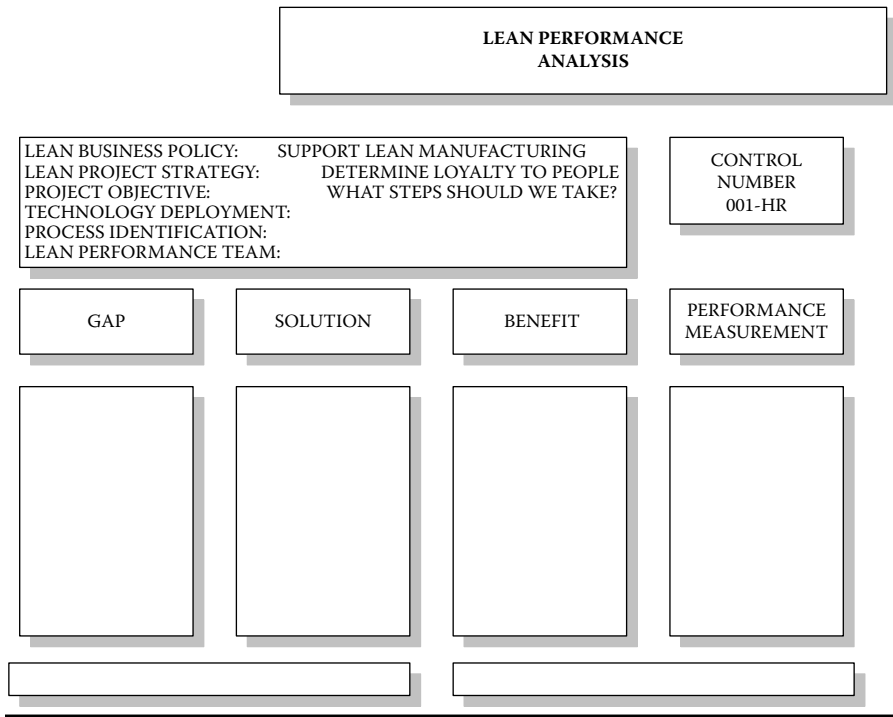 LEAN PERFORMANCE
ANALYSIS
LEAN BUSINESS POLICY: SUPPORT LEAN MANUFACTURING
LEAN PROJECT STRATEGY: DETERMINE LOYALTY TO PEOPLE
PROJECT OBJECTIVE: WHAT STEPS SHOULD WE TAKE?
TECHNOLOGY DEPLOYMENT:
PROCESS IDENTIFICATION:
LEAN PERFORMANCE TEAM:
CONTROL
NUMBER
001-HR
GAP
SOLUTION
BENEFIT
PERFORMANCE
MEASUREMENT